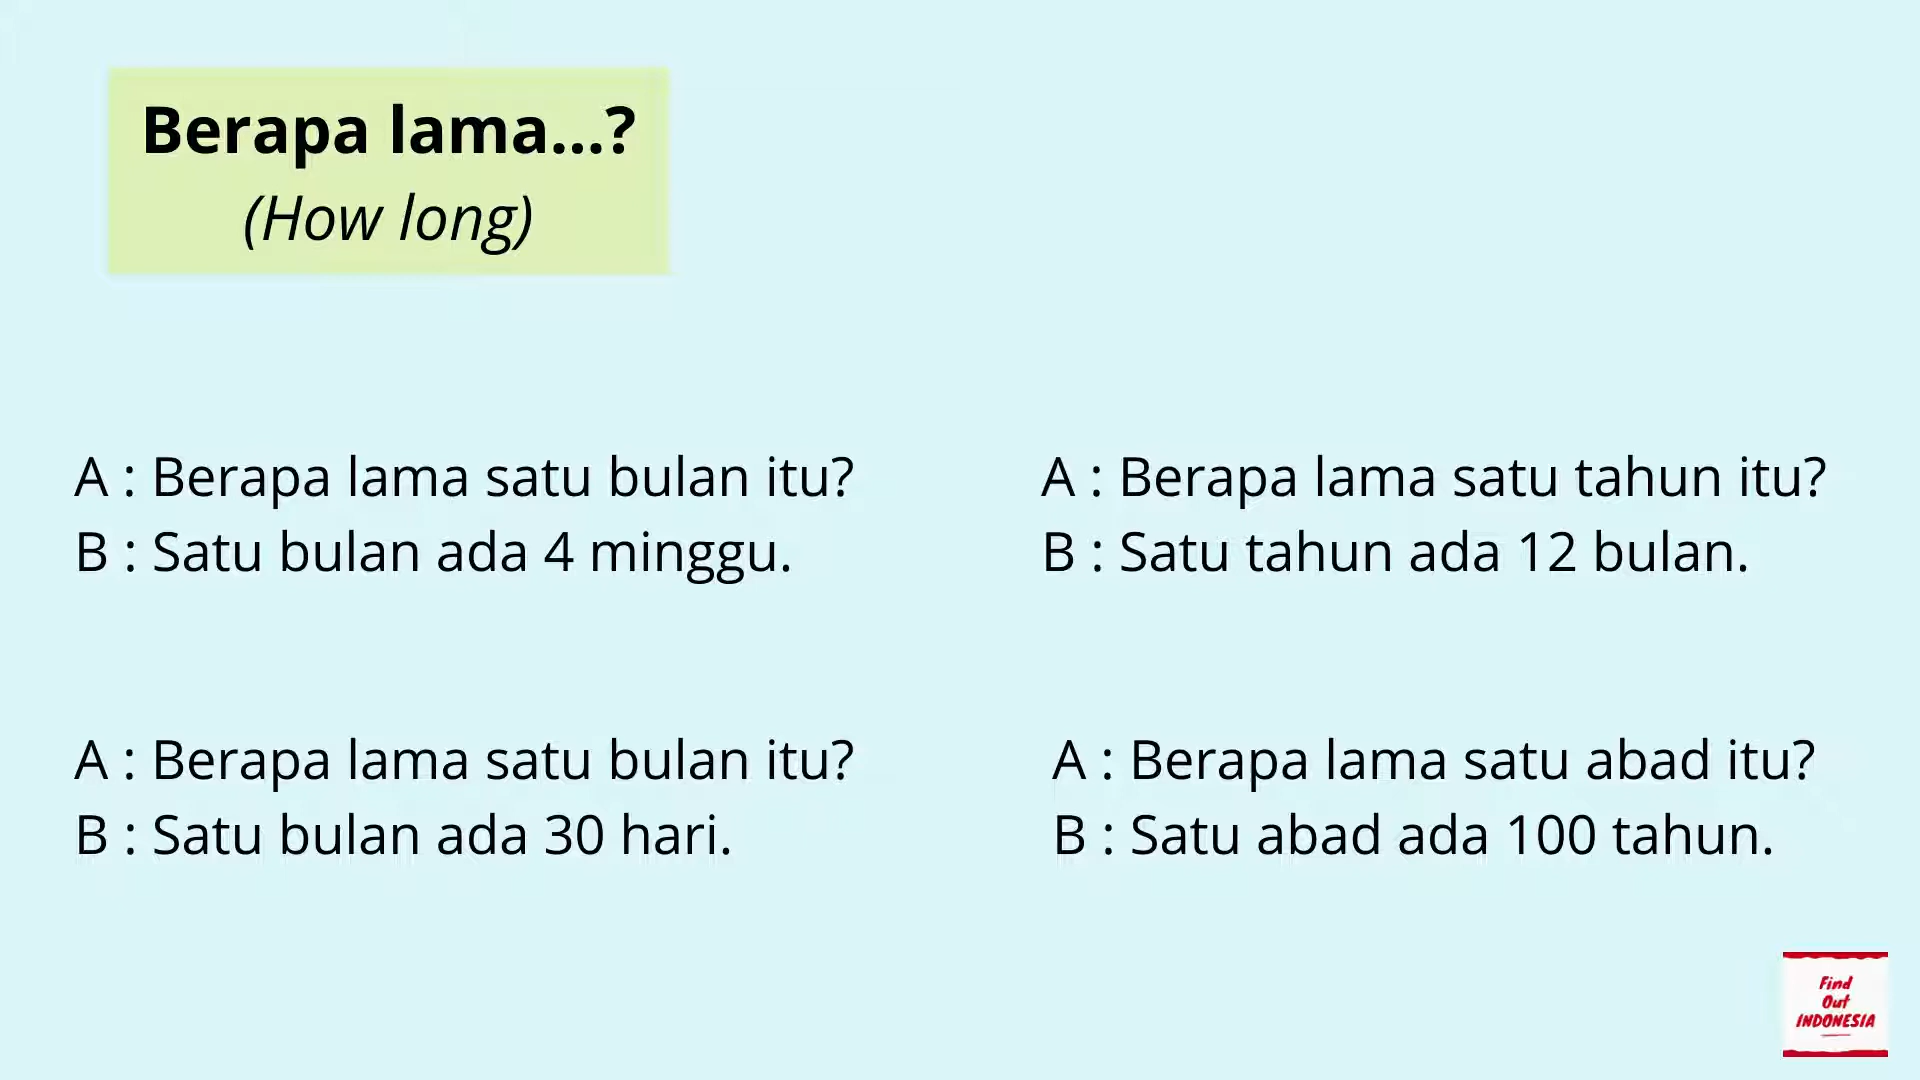 Berapa lama...?
(How long)
A : Berapa lama satu bulan itu?
B : Satu bulan ada 4 minggu.
A : Berapa lama satu tahun itu?
B : Satu tahun ada 12 bulan.
A : Berapa lama satu bulan itu?
B : Satu bulan ada 30 hari.
A : Berapa lama satu abad itu?
B : Satu abad ada 100 tahun.
Find
Out
INDONESIA